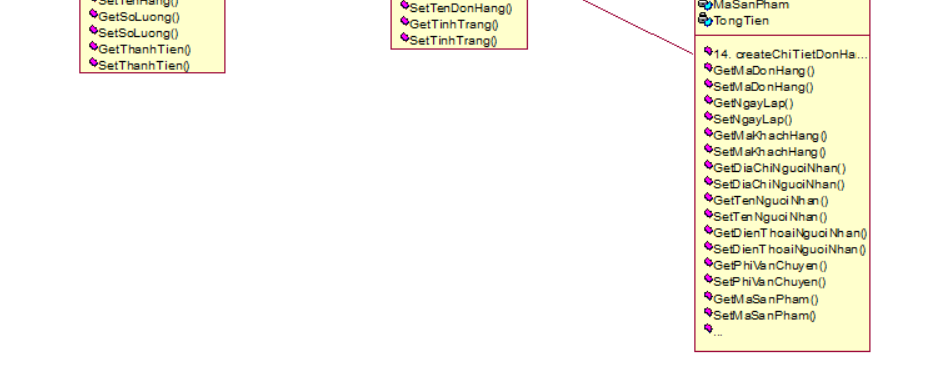 SetTenHang()
GetSoLuong()
SetSoLuong()
GetThanhTien()
SetThanhTien()
SetTenDonHang()
GetTinhTrang()
SetTinhTrang()
MaSanPham
TongTien
14. createChiTietDonHa...
GetMaDonHang()
SetMaDonHang()
GetNgayLap()
SetNgayLap()
GetMaKhachHang()
SetMaKhachHang()
GetDiaChiNguoiNhan()
SetDiaChiNguoiNhan()
GetTenNguoiNhan()
SetTenNguoiNhan()
GetDienThoaiNguoiNhan()
SetDienThoaiNguoiNhan()
GetPhiVanChuyen()
SetPhiVanChuyen()
GetMaSanPham()
SetMaSanPham()
...